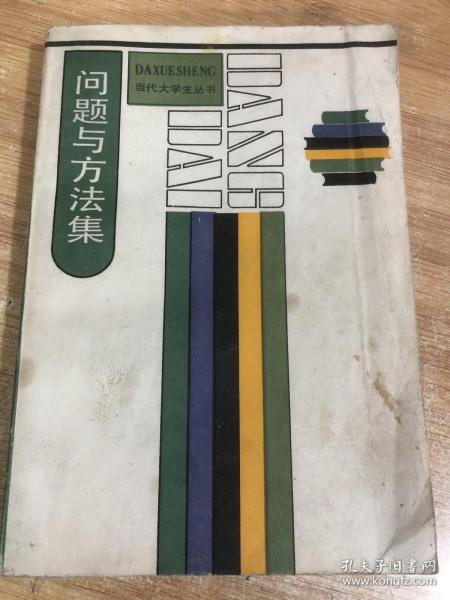 问题与方法集
DAXUESHENG
当代大学生丛书
DANG
DAI
孔夫子旧书网
www.kongfz.com